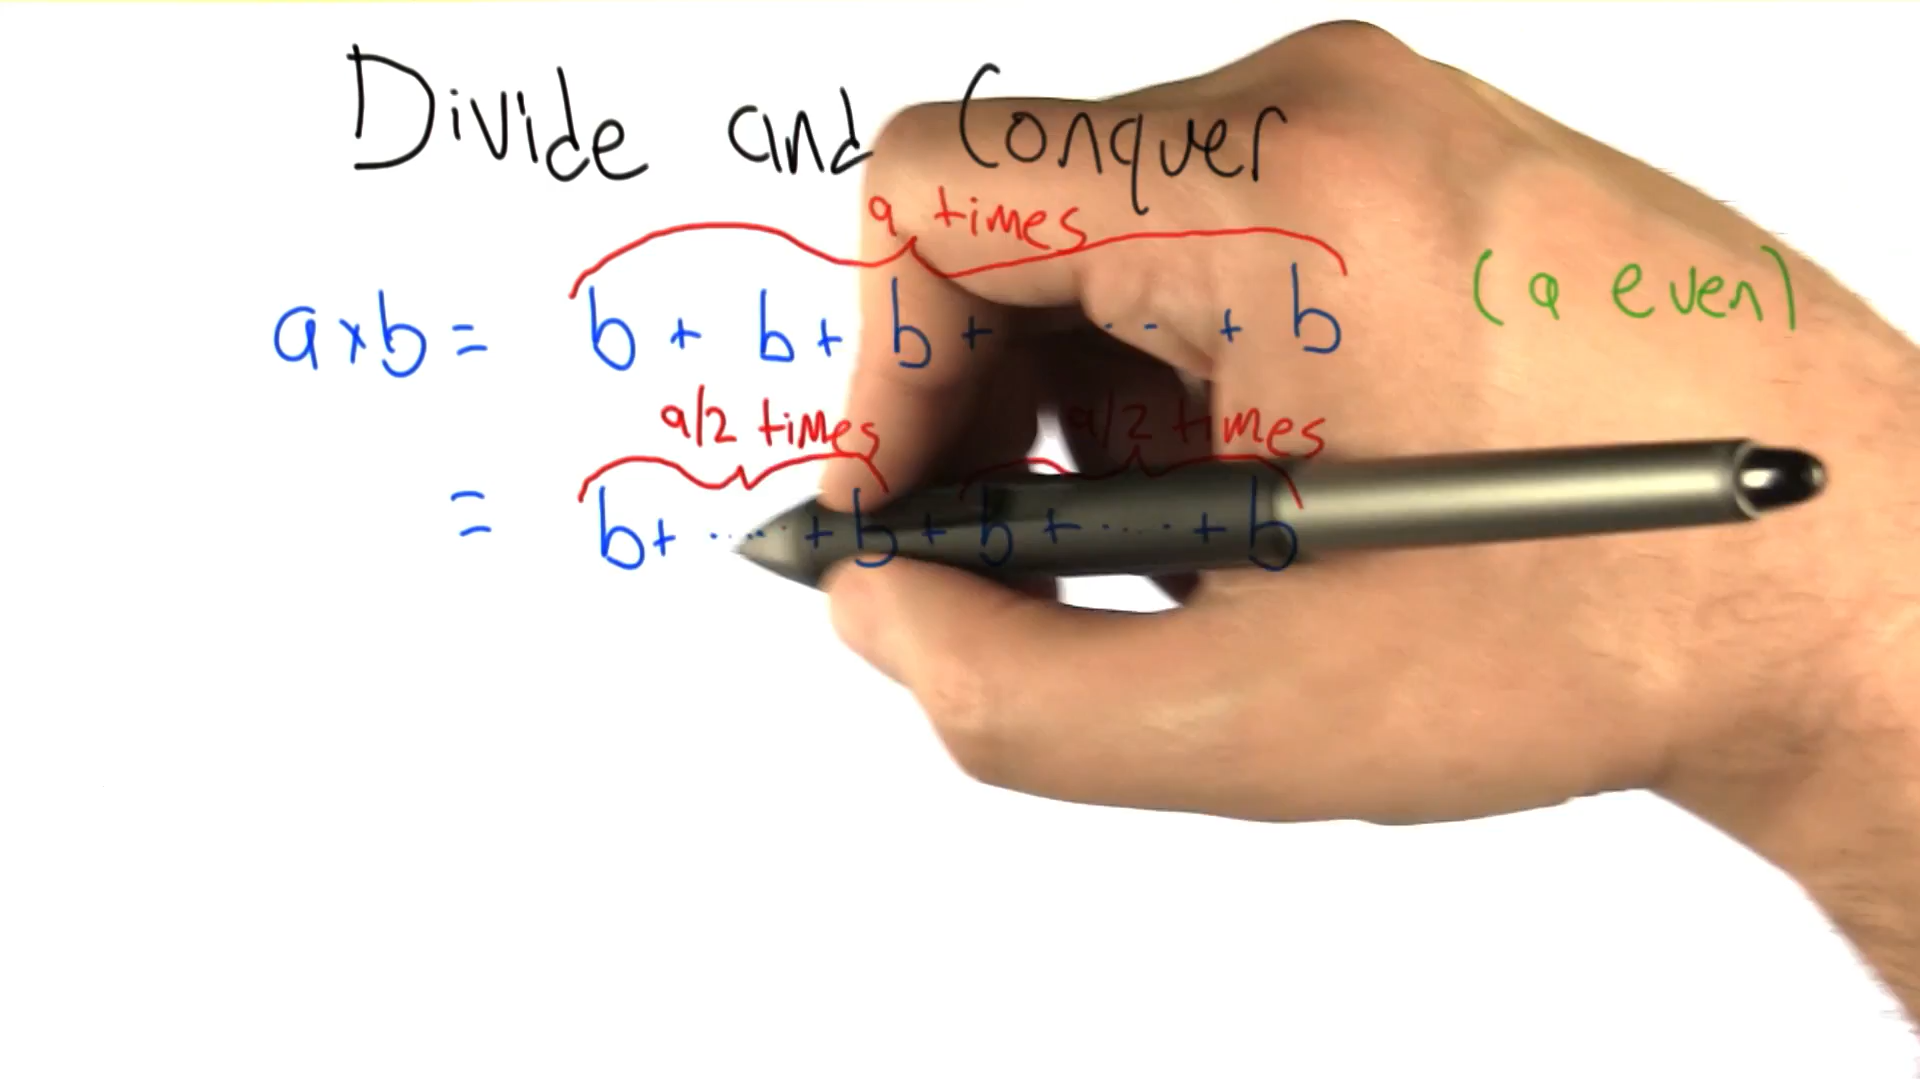 Divide and Conquer
a times
a×b = b + b + b + ... + b (a even)
a/2 times a/2 times
= b + ..... + b + b + ..... + b